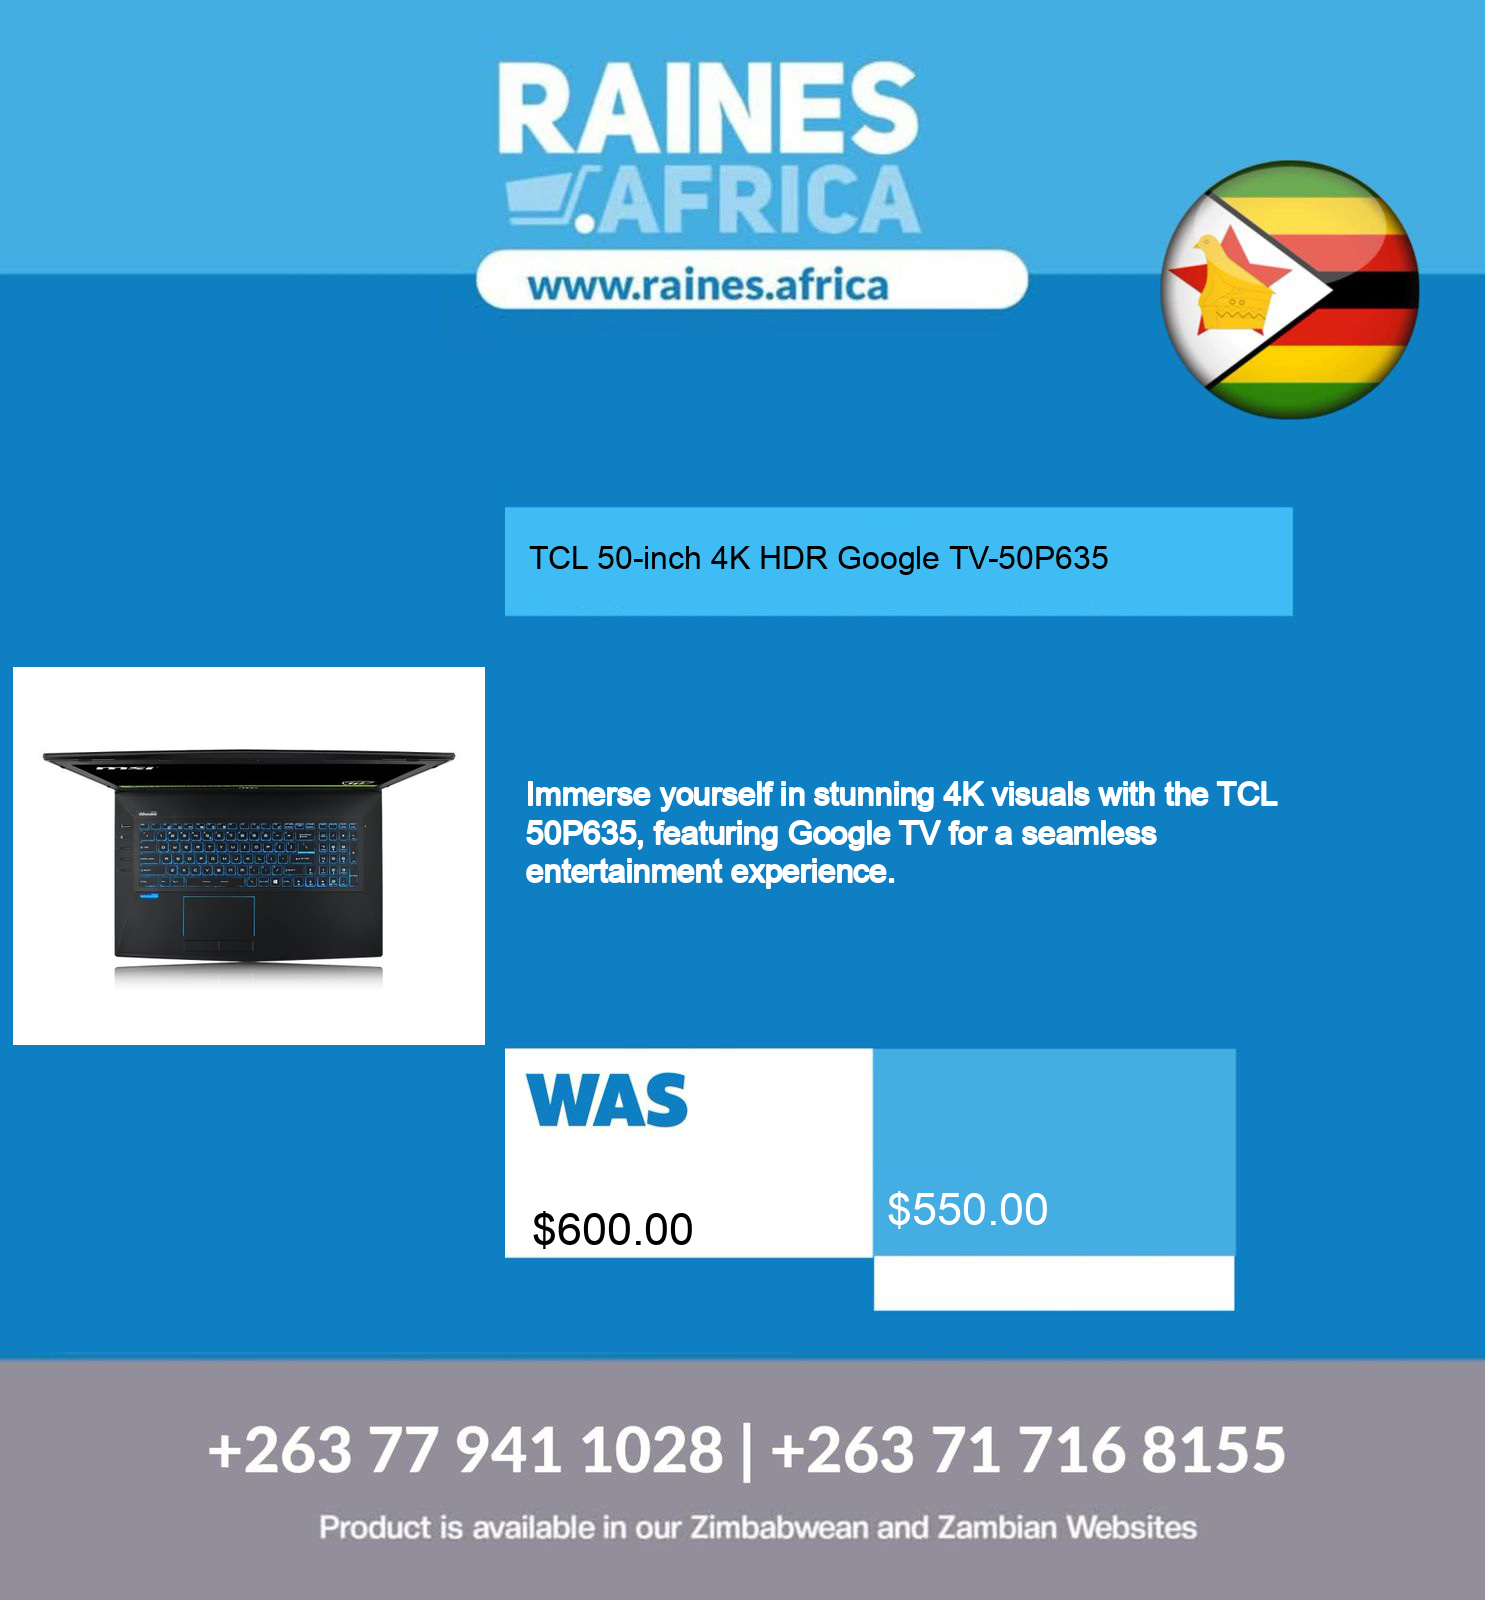 RAINES
.AFRICA
www.raines.africa
TCL 50-inch 4K HDR Google TV-50P635
msi
Immerse yourself in stunning 4K visuals with the TCL
50P635, featuring Google TV for a seamless
entertainment experience.
WAS
$600.00
$550.00
+263 77 941 1028 | +263 71 716 8155
Product is available in our Zimbabwean and Zambian Websites